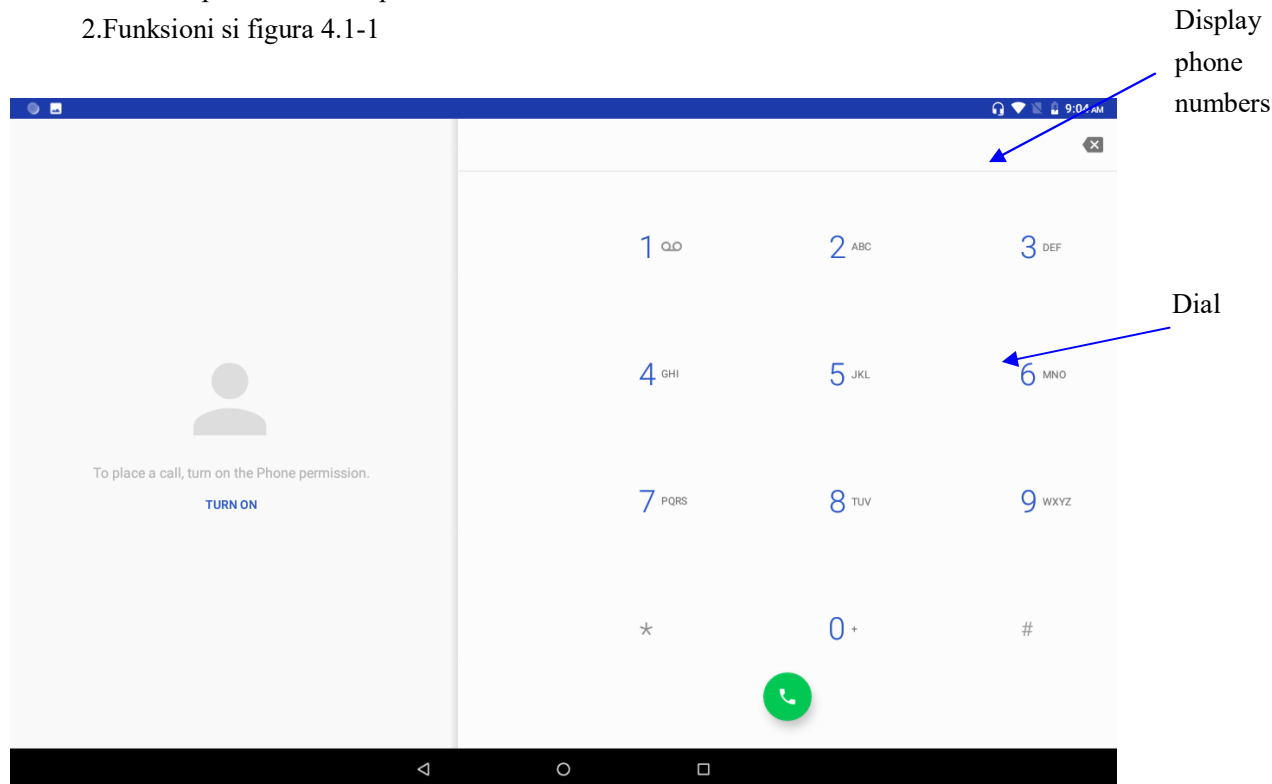 2.Funksioni si figura 4.1-1
Display
phone
numbers
9:04 AM
1
2 ABC
3 DEF
Dial
4 GHI
5 JKL
6 MNO
To place a call, turn on the Phone permission.
TURN ON
7 PQRS
8 TUV
9 WXYZ
*
0 +
#